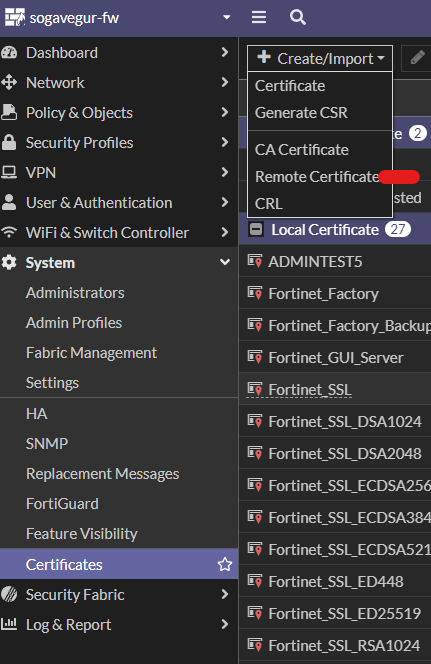 sogavegur-fw
Dashboard
Network
Policy & Objects
Security Profiles
VPN
User & Authentication
WiFi & Switch Controller
System
Administrators
Admin Profiles
Fabric Management
Settings
HA
SNMP
Replacement Messages
FortiGuard
Feature Visibility
Certificates
Security Fabric
Log & Report
Create/Import
Certificate
Generate CSR
CA Certificate
Remote Certificate
CRL
2
Local Certificate 27
ADMINTEST5
Fortinet_Factory
Fortinet_Factory_Backup
Fortinet_GUI_Server
Fortinet_SSL
Fortinet_SSL_DSA1024
Fortinet_SSL_DSA2048
Fortinet_SSL_ECDSA256
Fortinet_SSL_ECDSA384
Fortinet_SSL_ECDSA521
Fortinet_SSL_ED448
Fortinet_SSL_ED25519
Fortinet_SSL_RSA1024